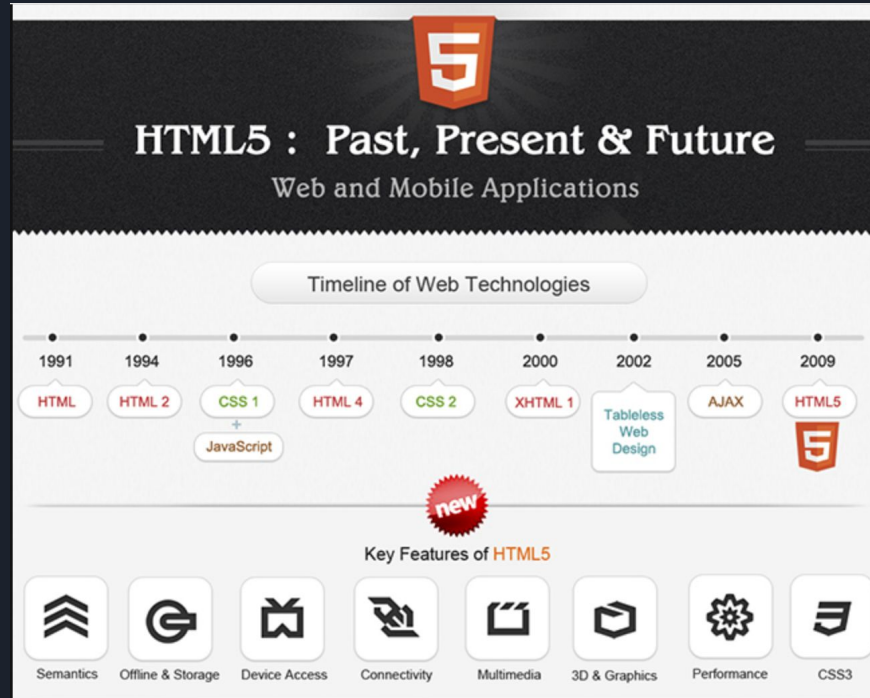 5
HTML5 : Past, Present & Future
Web and Mobile Applications
Timeline of Web Technologies
1991 1994 1996 1997 1998 2000 2002 2005 2009
HTML HTML 2 CSS 1 HTML 4 CSS 2 XHTML 1 Tableless Web Design AJAX HTML5
+
JavaScript
5
new
Key Features of HTML5
Semantics Offline & Storage Device Access Connectivity Multimedia 3D & Graphics Performance CSS3